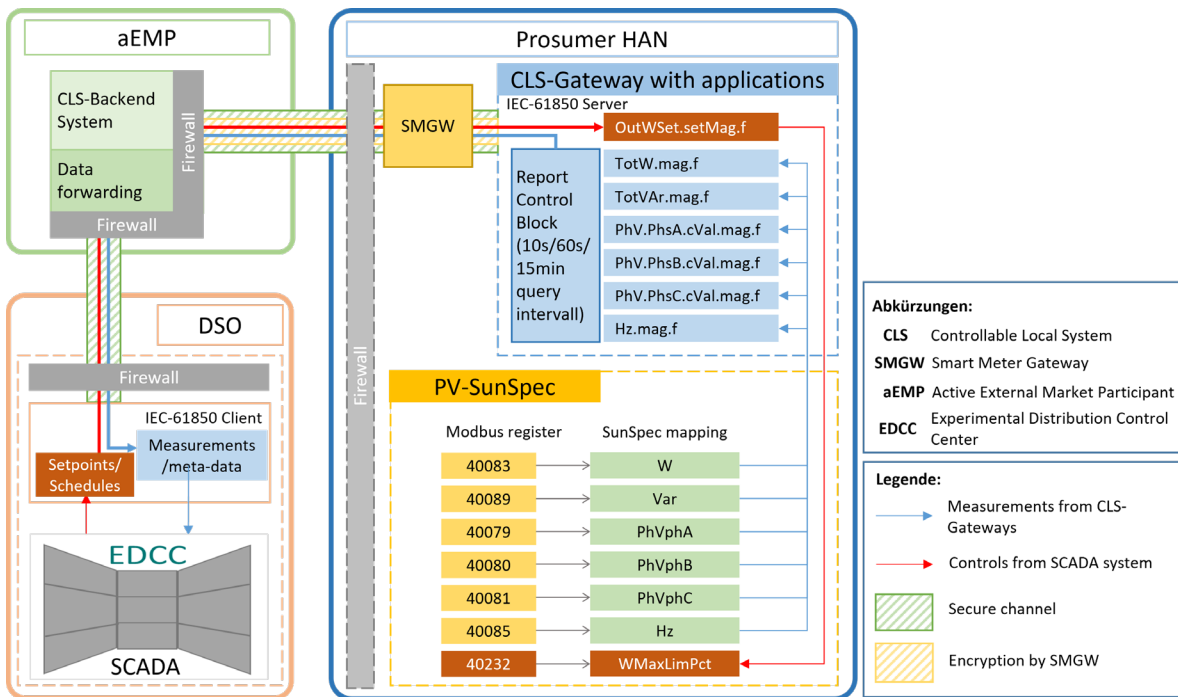 aEMP
CLS-Backend
System
Data
forwarding
Firewall
Firewall
DSO
Firewall
IEC-61850 Client
Measurements
/meta-data
Setpoints/
Schedules
EDCC
SCADA
Prosumer HAN
Firewall
SMGW
CLS-Gateway with applications
IEC-61850 Server
OutWSet.setMag.f
Report
Control
Block
(10s/60s/
15min
query
intervall)
TotW.mag.f
TotVAr.mag.f
PhV.PhsA.cVal.mag.f
PhV.PhsB.cVal.mag.f
PhV.PhsC.cVal.mag.f
Hz.mag.f
PV-SunSpec
Modbus register SunSpec mapping
40083 W
40089 Var
40079 PhVphA
40080 PhVphB
40081 PhVphC
40085 Hz
40232 WMaxLimPct
Abkürzungen:
CLS Controllable Local System
SMGW Smart Meter Gateway
aEMP Active External Market Participant
EDCC Experimental Distribution Control
Center
Legende:
Measurements from CLS-
Gateways
Controls from SCADA system
Secure channel
Encryption by SMGW